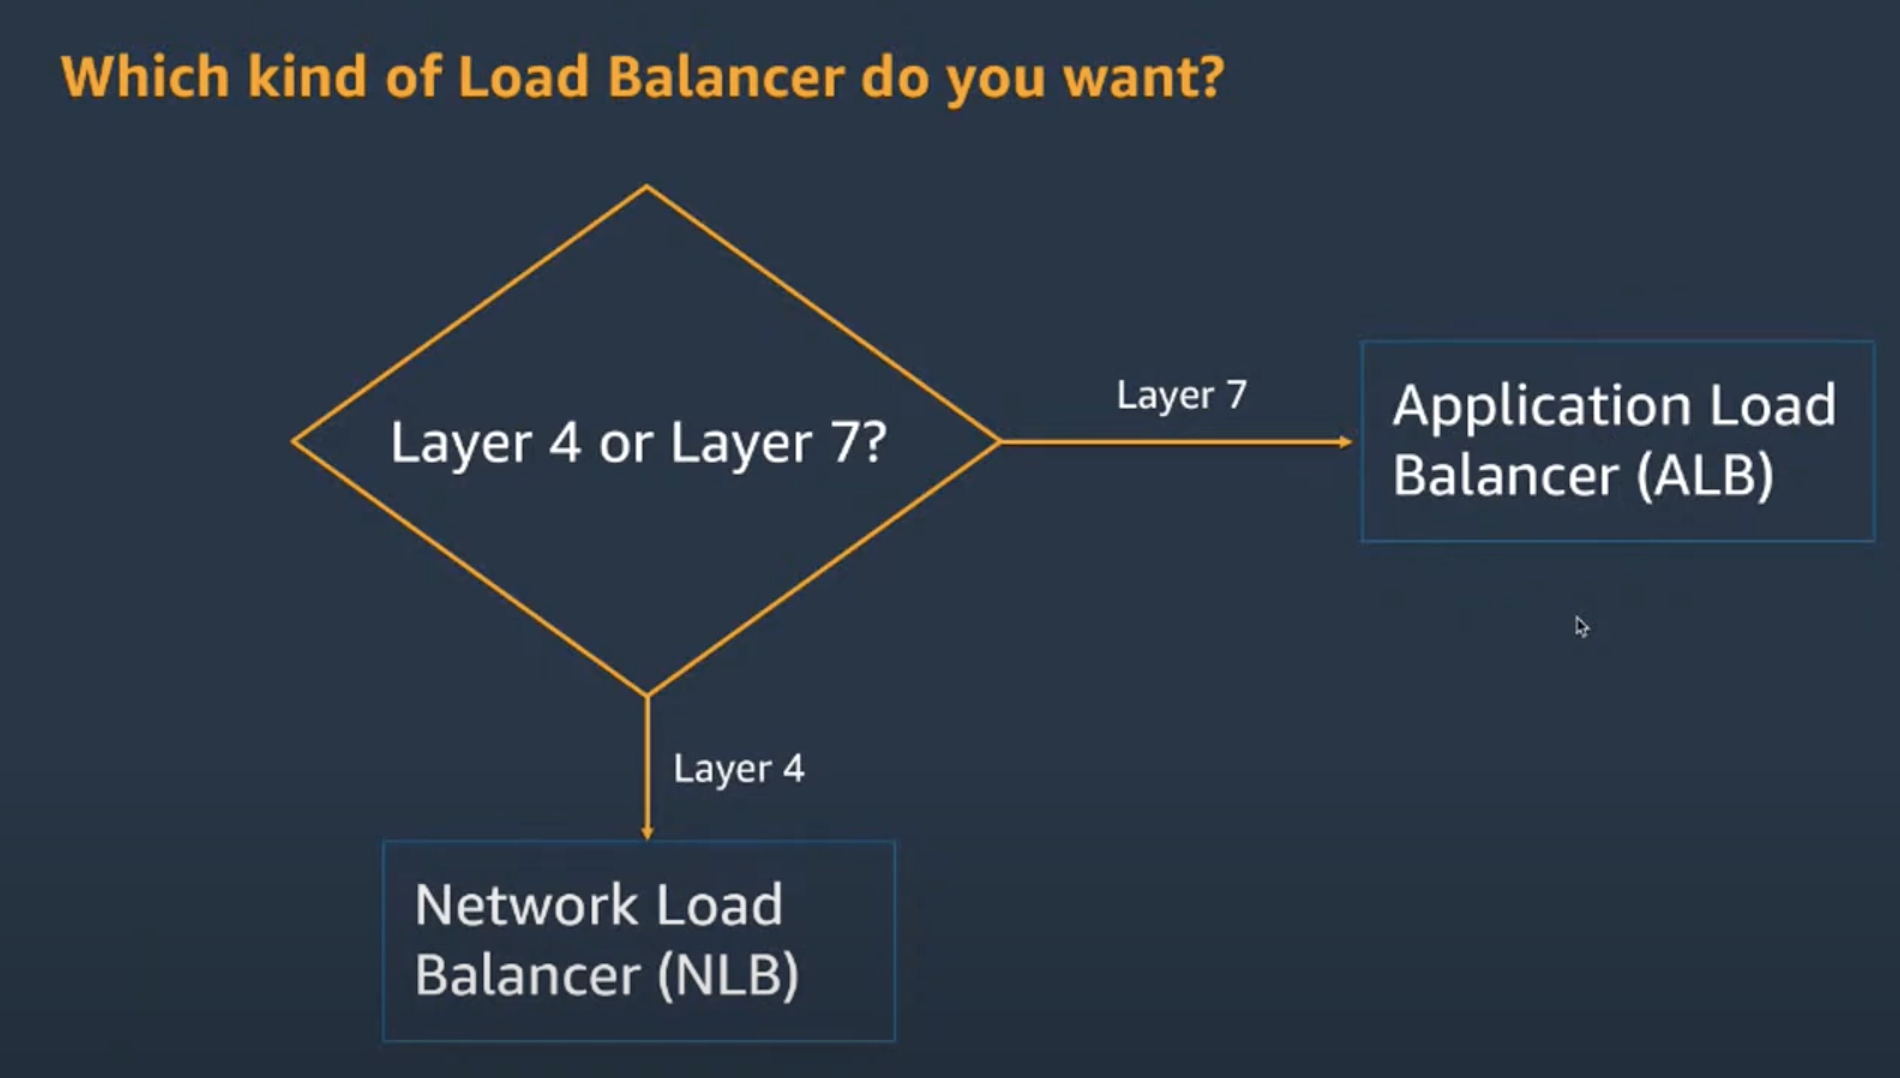 Which kind of Load Balancer do you want?
Layer 4 or Layer 7?
Layer 7
Application Load
Balancer (ALB)
Layer 4
Network Load
Balancer (NLB)